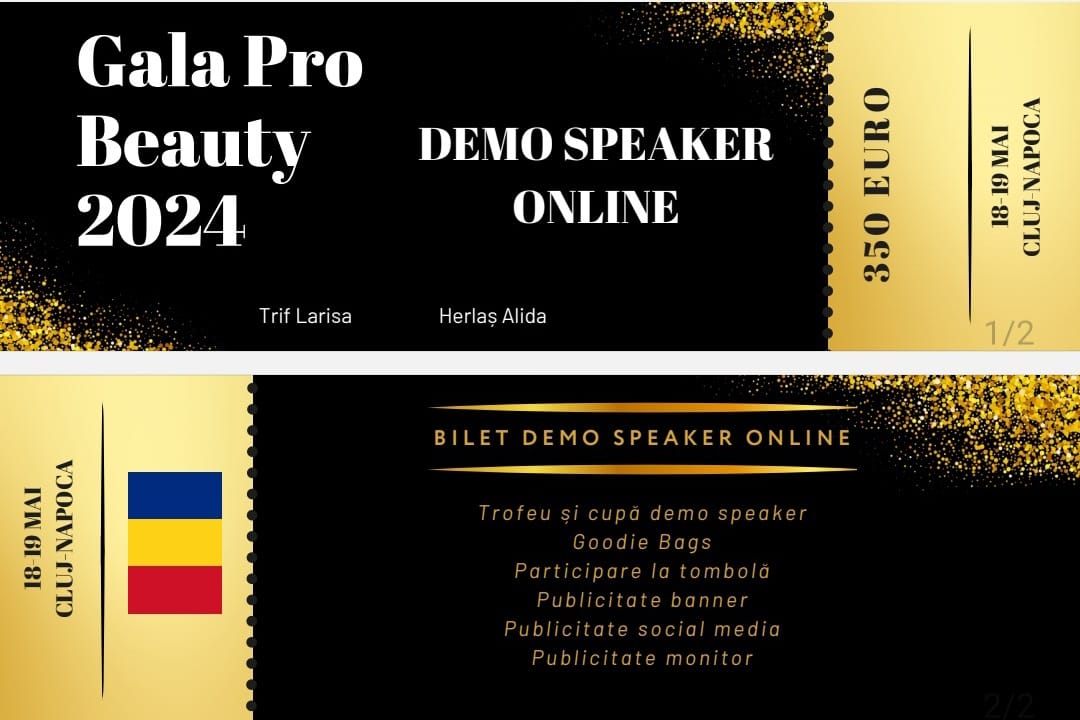 Gala Pro
Beauty
2024
DEMO SPEAKER
ONLINE
Trif Larisa
Herlaș Alida
350 EURO
18-19 MAI
CLUJ-NAPOCA
1/2
18-19 MAI
CLUJ-NAPOCA
BILET DEMO SPEAKER ONLINE
Trofeu și cupă demo speaker
Goodie Bags
Participare la tombolă
Publicitate banner
Publicitate social media
Publicitate monitor
2/2